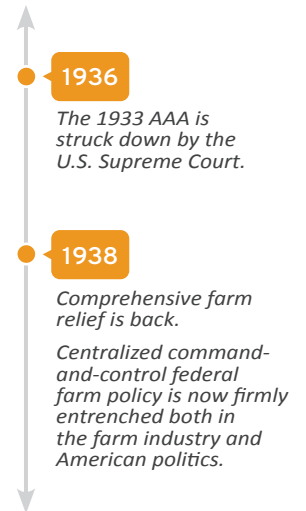 1936
The 1933 AAA is
struck down by the
U.S. Supreme Court.
1938
Comprehensive farm
relief is back.
Centralized command-
and-control federal
farm policy is now firmly
entrenched both in
the farm industry and
American politics.